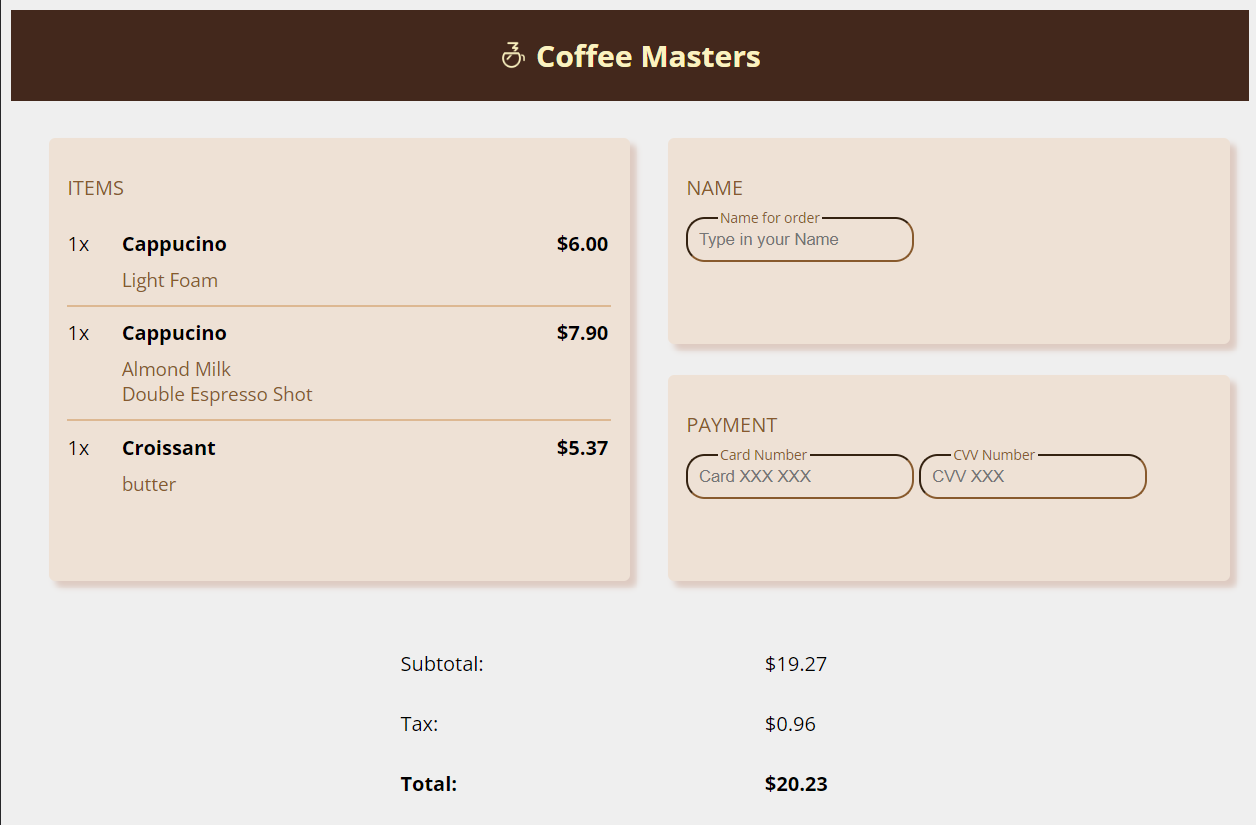 Coffee Masters
ITEMS
1x Cappucino $6.00
Light Foam
1x Cappucino $7.90
Almond Milk
Double Espresso Shot
1x Croissant $5.37
butter
NAME
Name for order
Type in your Name
PAYMENT
Card Number CVV Number
Card XXX XXX CVV XXX
Subtotal: $19.27
Tax: $0.96
Total: $20.23